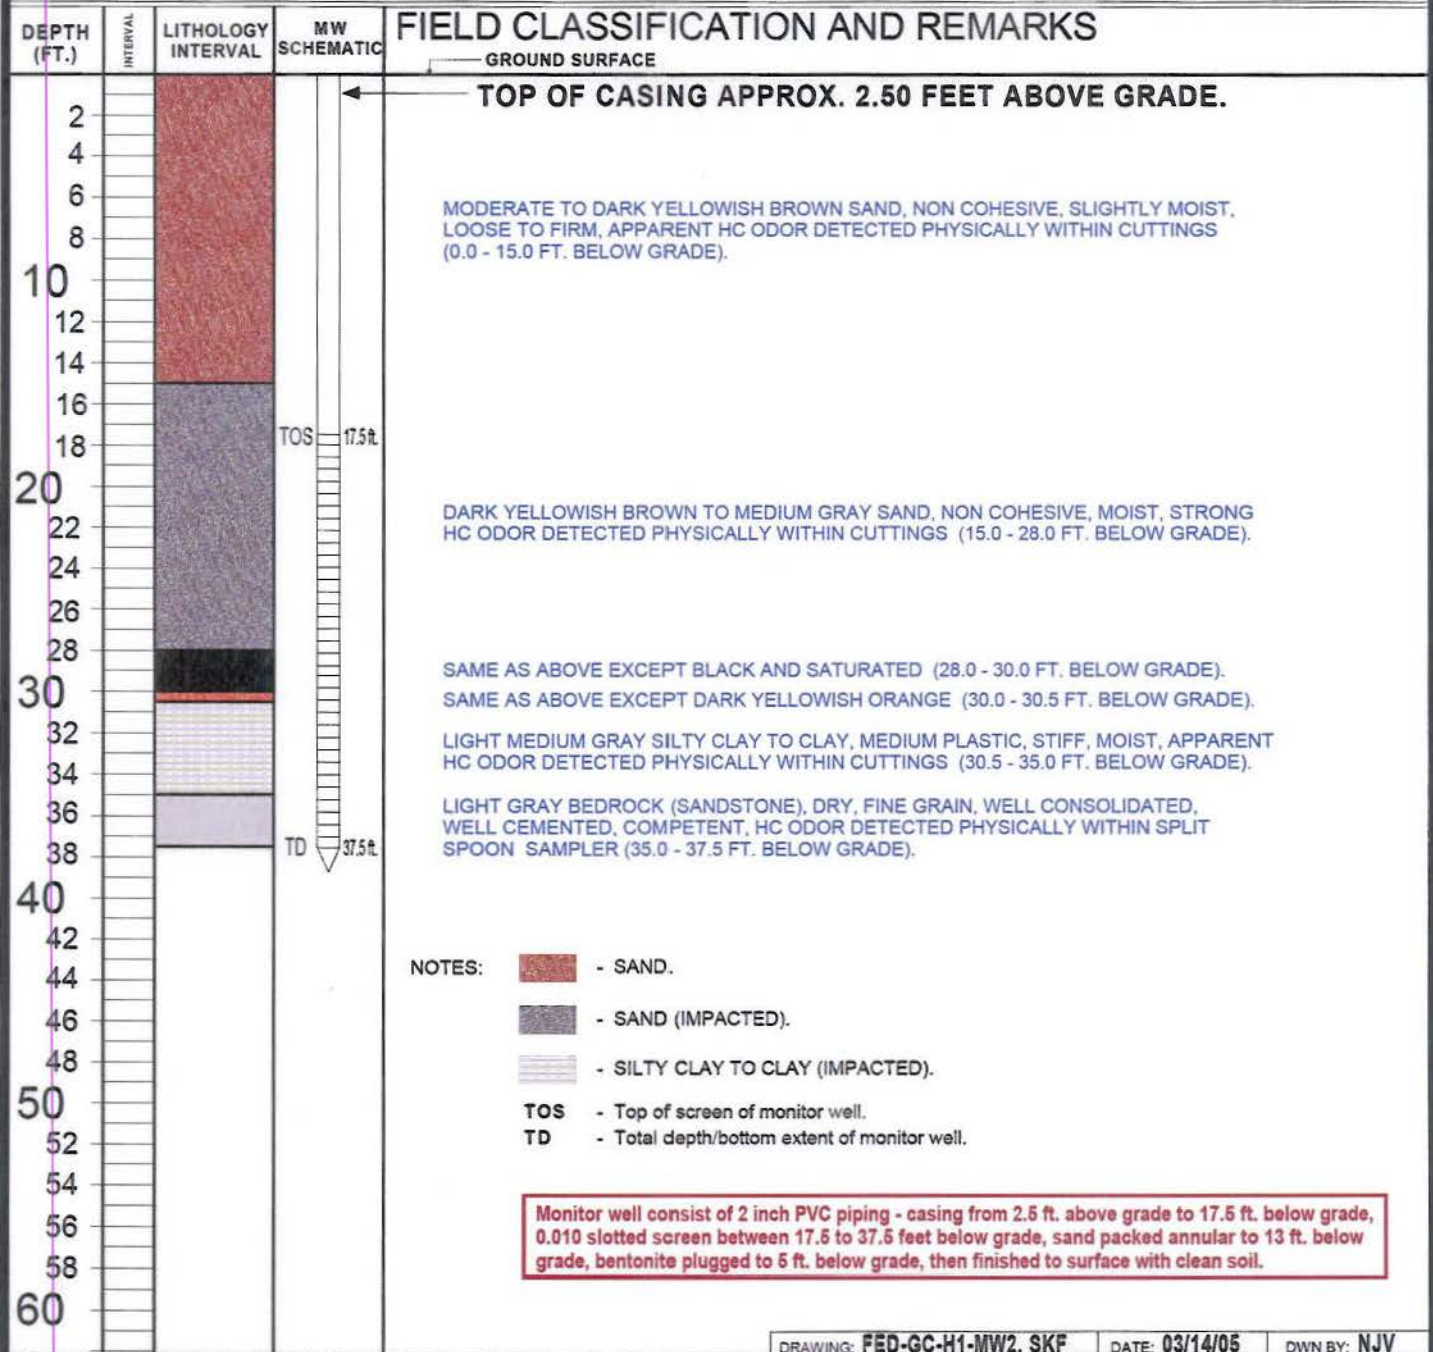 DEPTH
(FT.)
INTERVAL
LITHOLOGY
INTERVAL
MW
SCHEMATIC
FIELD CLASSIFICATION AND REMARKS
GROUND SURFACE
TOP OF CASING APPROX. 2.50 FEET ABOVE GRADE.
2
4
6
MODERATE TO DARK YELLOWISH BROWN SAND, NON COHESIVE, SLIGHTLY MOIST,
LOOSE TO FIRM, APPARENT HC ODOR DETECTED PHYSICALLY WITHIN CUTTINGS
(0.0 - 15.0 FT. BELOW GRADE).
8
10
12
14
16
TOS 17.5 ft.
18
20
DARK YELLOWISH BROWN TO MEDIUM GRAY SAND, NON COHESIVE, MOIST, STRONG
HC ODOR DETECTED PHYSICALLY WITHIN CUTTINGS (15.0 - 28.0 FT. BELOW GRADE).
22
24
26
28
SAME AS ABOVE EXCEPT BLACK AND SATURATED (28.0 - 30.0 FT. BELOW GRADE).
30
SAME AS ABOVE EXCEPT DARK YELLOWISH ORANGE (30.0 - 30.5 FT. BELOW GRADE).
32
LIGHT MEDIUM GRAY SILTY CLAY TO CLAY, MEDIUM PLASTIC, STIFF, MOIST, APPARENT
HC ODOR DETECTED PHYSICALLY WITHIN CUTTINGS (30.5 - 35.0 FT. BELOW GRADE).
34
36
LIGHT GRAY BEDROCK (SANDSTONE), DRY, FINE GRAIN, WELL CONSOLIDATED,
WELL CEMENTED, COMPETENT, HC ODOR DETECTED PHYSICALLY WITHIN SPLIT
SPOON SAMPLER (35.0 - 37.5 FT. BELOW GRADE).
TD 37.5 ft.
38
40
42
44
46
48
50
52
54
56
58
60
NOTES:
- SAND.
- SAND (IMPACTED).
- SILTY CLAY TO CLAY (IMPACTED).
TOS - Top of screen of monitor well.
TD - Total depth/bottom extent of monitor well.
Monitor well consist of 2 inch PVC piping - casing from 2.5 ft. above grade to 17.5 ft. below grade,
0.010 slotted screen between 17.5 to 37.5 feet below grade, sand packed annular to 13 ft. below
grade, bentonite plugged to 5 ft. below grade, then finished to surface with clean soil.
DRAWING: FED-GC-H1-MW2. SKF
DATE: 03/14/05
DWN BY: NJV